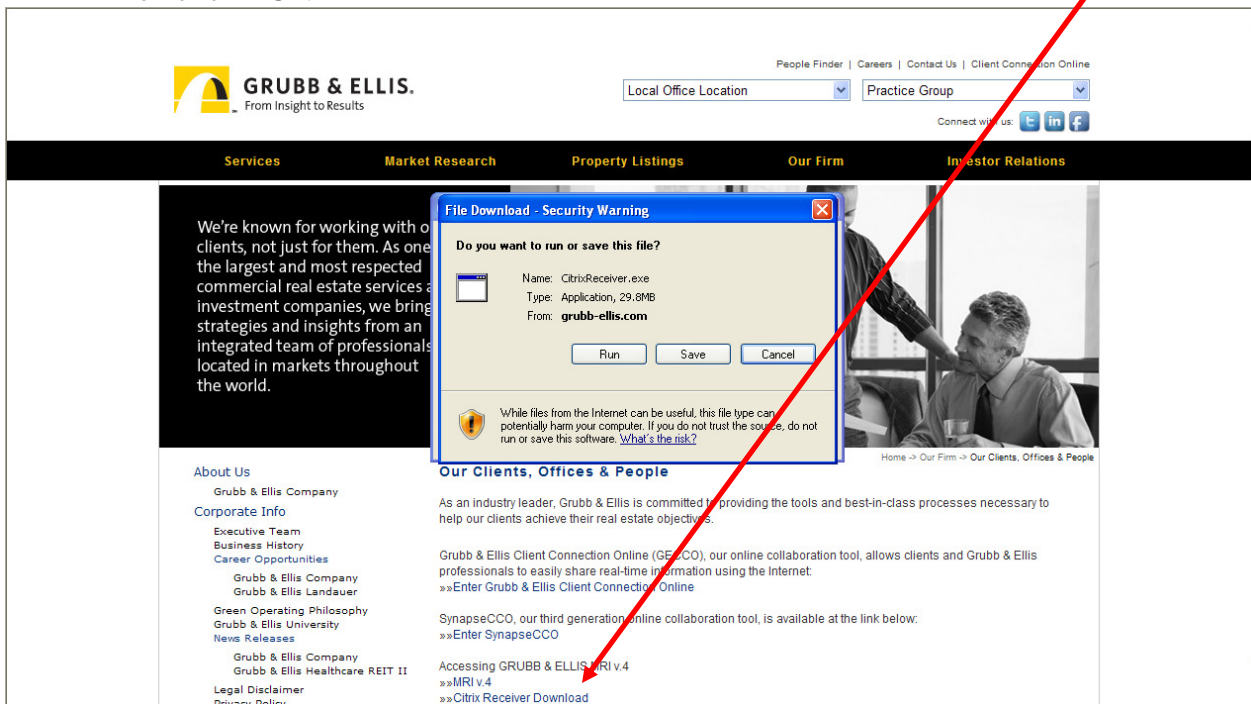 People Finder | Careers | Contact Us | Client Connection Online
GRUBB & ELLIS.
From Insight to Results
Local Office Location
Practice Group
Connect with us:
Services Market Research Property Listings Our Firm Investor Relations
We're known for working with o
clients, not just for them. As one
the largest and most respected
commercial real estate services
investment companies, we bring
strategies and insights from an
integrated team of professionals
located in markets throughout
the world.
File Download - Security Warning
Do you want to run or save this file?
Name: CitrixReceiver.exe
Type: Application, 29.8MB
From: grubb-ellis.com
Run Save Cancel
While files from the Internet can be useful, this file type can
potentially harm your computer. If you do not trust the source, do not
run or save this software. What's the risk?
Home -> Our Firm -> Our Clients, Offices & People
About Us
Grubb & Ellis Company
Corporate Info
Executive Team
Business History
Career Opportunities
Grubb & Ellis Company
Grubb & Ellis Landauer
Green Operating Philosophy
Grubb & Ellis University
News Releases
Grubb & Ellis Company
Grubb & Ellis Healthcare REIT II
Legal Disclaimer
Privacy Policy
Our Clients, Offices & People
As an industry leader, Grubb & Ellis is committed to providing the tools and best-in-class processes necessary to
help our clients achieve their real estate objectives.
Grubb & Ellis Client Connection Online (GECCO), our online collaboration tool, allows clients and Grubb & Ellis
professionals to easily share real-time information using the Internet:
»»Enter Grubb & Ellis Client Connection Online
SynapseCCO, our third generation online collaboration tool, is available at the link below:
»»Enter SynapseCCO
Accessing GRUBB & ELLIS MRI v.4
»»MRI v.4
»»Citrix Receiver Download